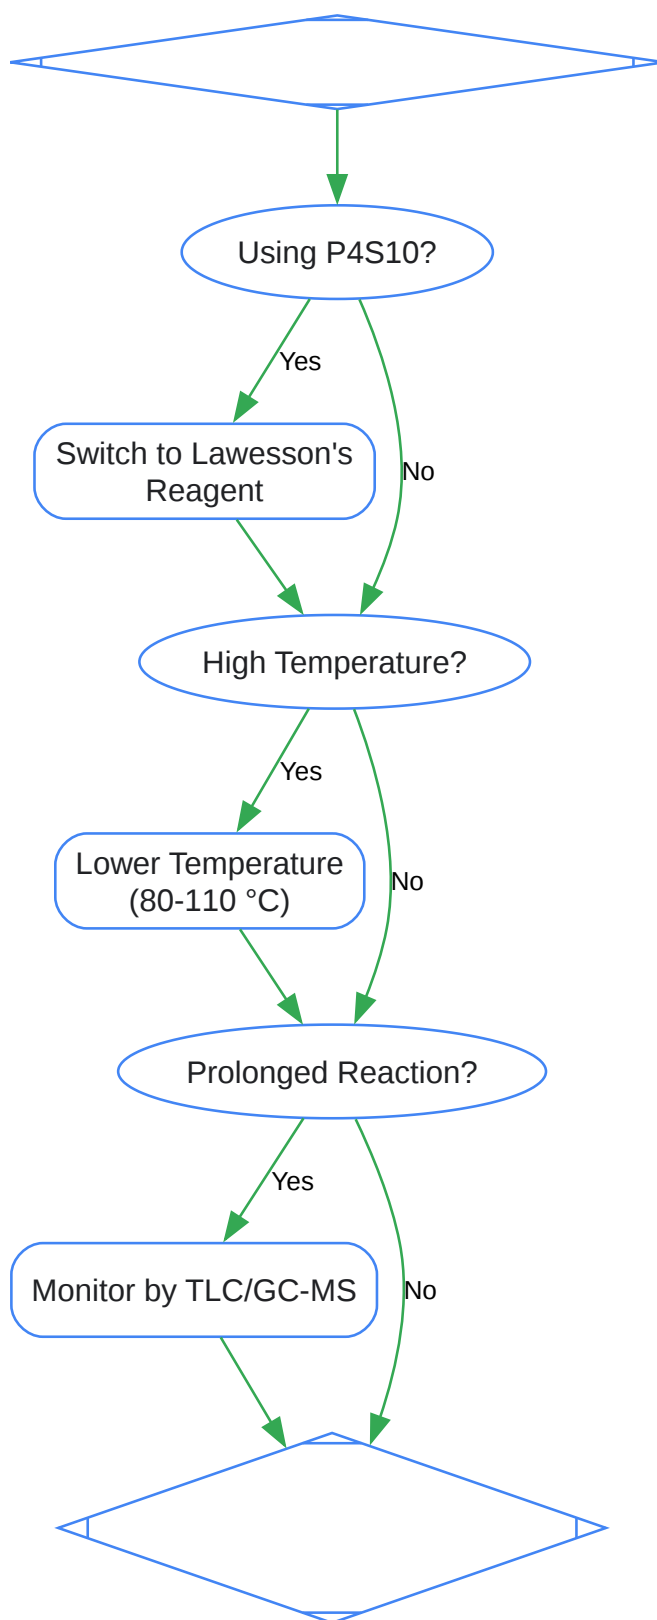 Using P4S10?
Yes
Switch to Lawesson's
Reagent
No
High Temperature?
Yes
Lower Temperature
(80-110 °C)
No
Prolonged Reaction?
Yes
Monitor by TLC/GC-MS
No